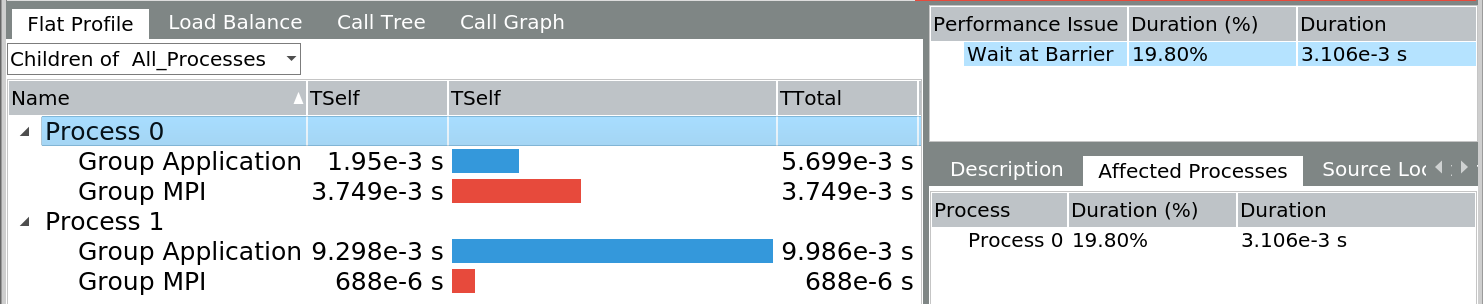 Flat Profile Load Balance Call Tree Call Graph
Children of All_Processes
Name TSelf TSelf TTotal
Process 0
Group Application 1.95e-3 s 5.699e-3 s
Group MPI 3.749e-3 s 3.749e-3 s
Process 1
Group Application 9.298e-3 s 9.986e-3 s
Group MPI 688e-6 s 688e-6 s
Performance Issue Duration (%) Duration
Wait at Barrier 19.80% 3.106e-3 s
Description Affected Processes Source Loc
Process Duration (%) Duration
Process 0 19.80% 3.106e-3 s